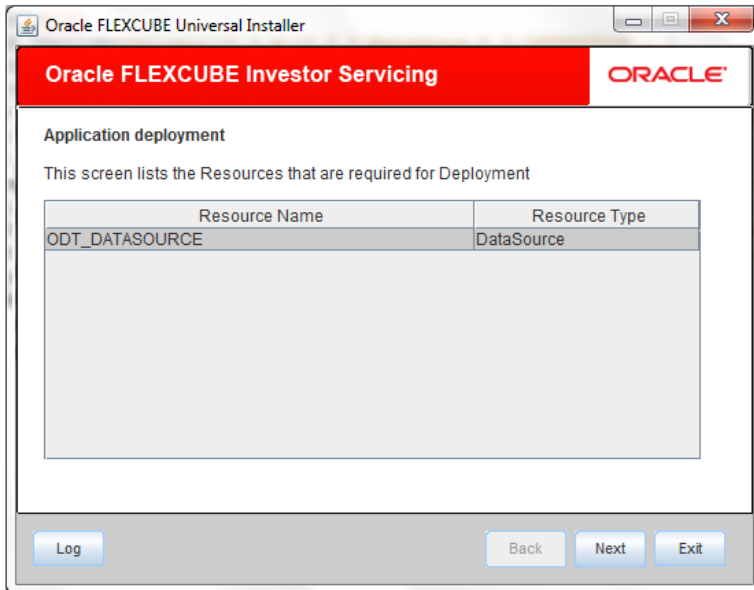 Oracle FLEXCUBE Universal Installer
Oracle FLEXCUBE Investor Servicing
ORACLE
Application deployment
This screen lists the Resources that are required for Deployment
Resource Name Resource Type
ODT_DATASOURCE DataSource
Log Back Next Exit